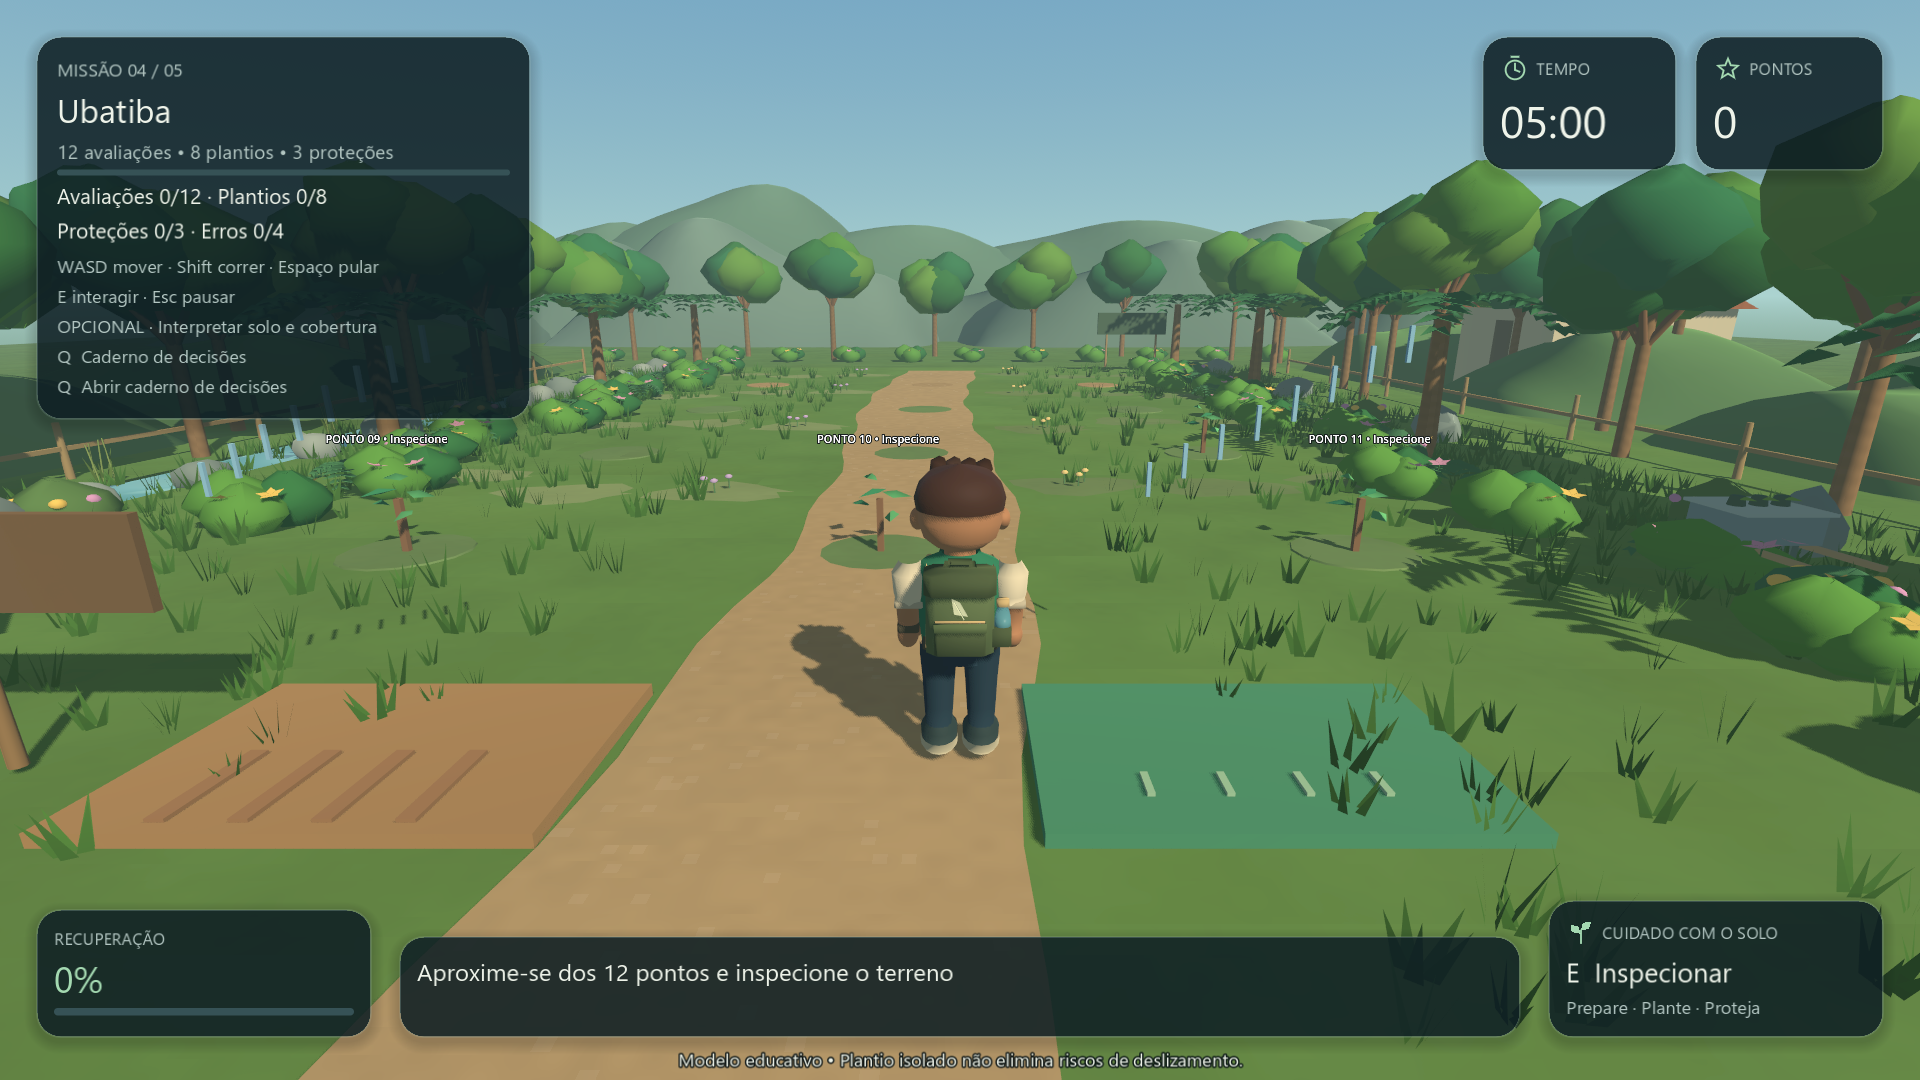 MISSÃO 04 / 05
Ubatiba
12 avaliações • 8 plantios • 3 proteções
Avaliações 0/12 · Plantios 0/8
Proteções 0/3 · Erros 0/4
WASD mover · Shift correr · Espaço pular
E interagir · Esc pausar
OPCIONAL · Interpretar solo e cobertura
Q Caderno de decisões
Q Abrir caderno de decisões
TEMPO
05:00
PONTOS
0
PONTO 09 • Inspecione
PONTO 10 • Inspecione
PONTO 11 • Inspecione
RECUPERAÇÃO
0%
Aproxime-se dos 12 pontos e inspecione o terreno
CUIDADO COM O SOLO
E Inspecionar
Prepare · Plante · Proteja
Modelo educativo • Plantio isolado não elimina riscos de deslizamento.